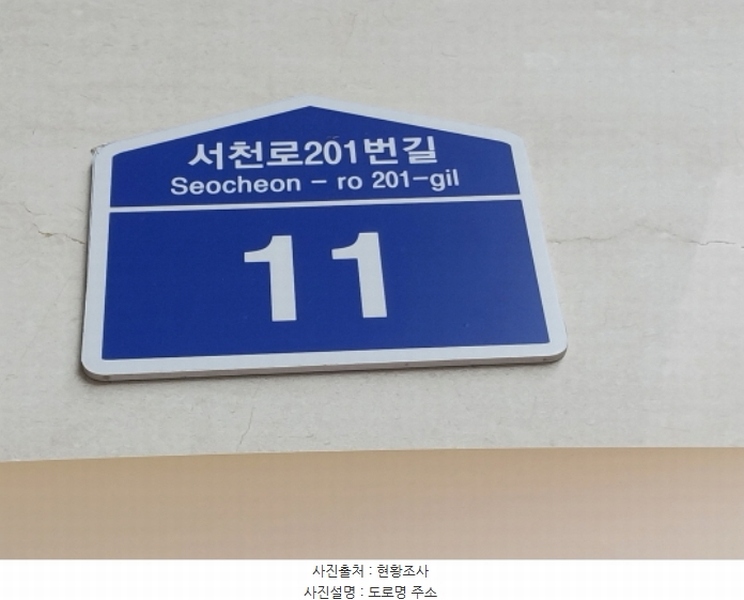 서천로201번길
Seocheon - ro 201-gil
11
사진출처 : 현황조사
사진설명 : 도로명 주소